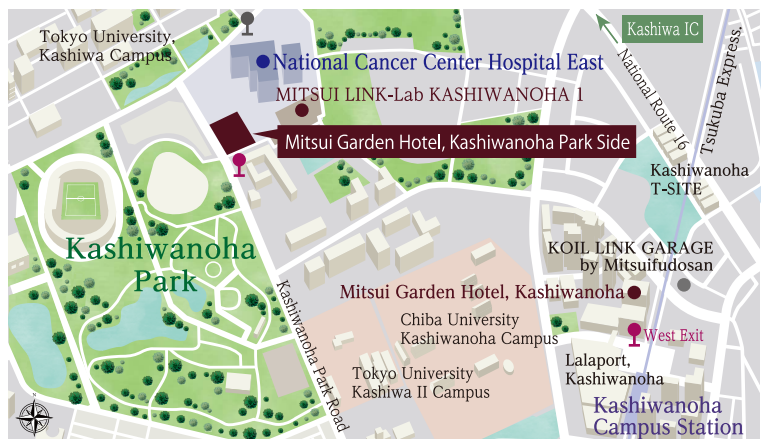 Tokyo University,
Kashiwa Campus
Kashiwa IC
National Cancer Center Hospital East
National Route 16
Tsukuba Express,
MITSUI LINK-Lab KASHIWANOHA 1
Mitsui Garden Hotel, Kashiwanoha Park Side
Kashiwanoha
T-SITE
Kashiwanoha
Park
KOIL LINK GARAGE
by Mitsuifudosan
Mitsui Garden Hotel, Kashiwanoha
Kashiwanoha Park Road
Chiba University
Kashiwanoha Campus
West Exit
Tokyo University
Kashiwa II Campus
Lalaport,
Kashiwanoha
Kashiwanoha
Campus Station
N